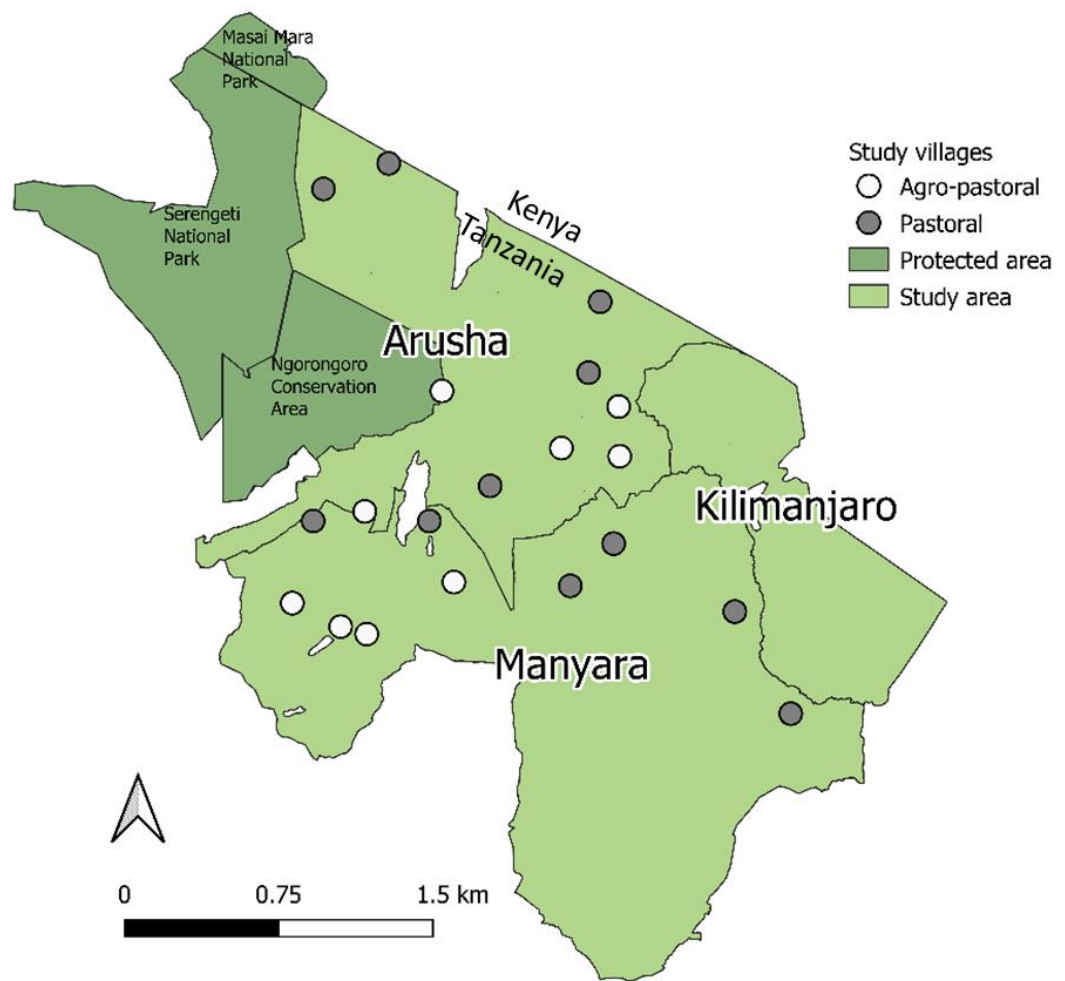 Masai Mara
National
Park
Study villages
Agro-pastoral
Pastoral
Protected area
Study area
Kenya
Tanzania
Serengeti
National
Park
Arusha
Ngorongoro
Conservation
Area
Kilimanjaro
Manyara
0 0.75 1.5 km